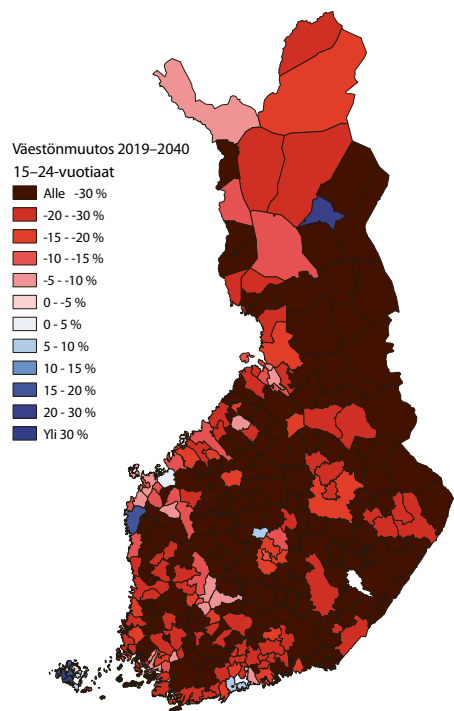 Väestönmuutos 2019–2040
15–24-vuotiaat
Alle -30 %
-20 - -30 %
-15 - -20 %
-10 - -15 %
-5 - -10 %
0 - -5 %
0 - 5 %
5 - 10 %
10 - 15 %
15 - 20 %
20 - 30 %
Yli 30 %